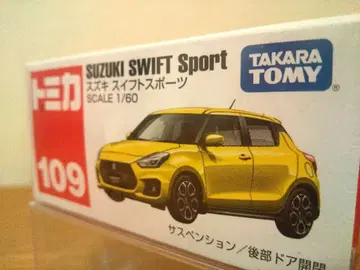 トミカ
109
SUZUKI SWIFT Sport
スズキ スイフトスポーツ
SCALE 1/60
TAKARA
TOMY
サスペンション/後部ドア開閉